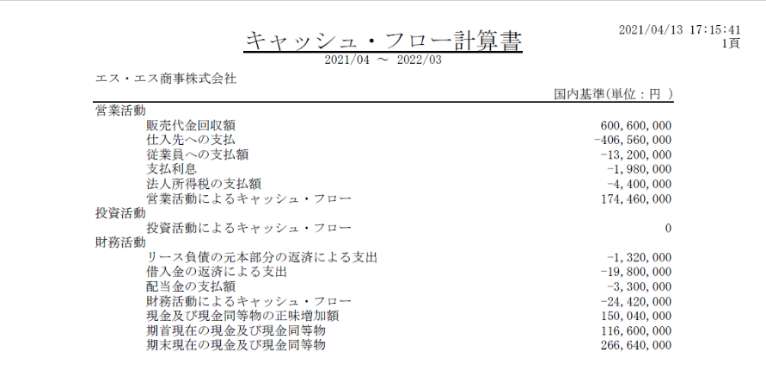 2021/04/13 17:15:41
キャッシュ・フロー計算書
1頁
2021/04 ～ 2022/03
エス・エス商事株式会社
国内基準(単位：円 )
営業活動
販売代金回収額 600,600,000
仕入先への支払 -406,560,000
従業員への支払額 -13,200,000
支払利息 -1,980,000
法人所得税の支払額 -4,400,000
営業活動によるキャッシュ・フロー 174,460,000
投資活動
投資活動によるキャッシュ・フロー 0
財務活動
リース負債の元本部分の返済による支出 -1,320,000
借入金の返済による支出 -19,800,000
配当金の支払額 -3,300,000
財務活動によるキャッシュ・フロー -24,420,000
現金及び現金同等物の正味増加額 150,040,000
期首現在の現金及び現金同等物 116,600,000
期末現在の現金及び現金同等物 266,640,000